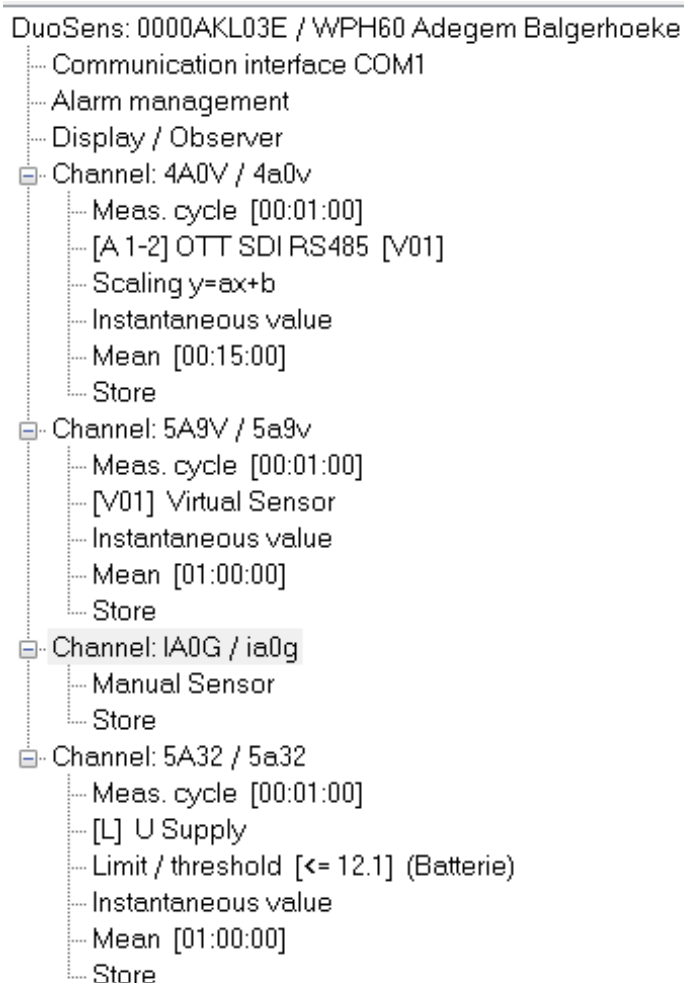 DuoSens: 0000AKL03E / WPH60 Adegem Balgerhoeke
Communication interface COM1
Alarm management
Display / Observer
Channel: 4A0V / 4a0v
Meas. cycle [00:01:00]
[A 1-2] OTT SDI RS485 [V01]
Scaling y=ax+b
Instantaneous value
Mean [00:15:00]
Store
Channel: 5A9V / 5a9v
Meas. cycle [00:01:00]
[V01] Virtual Sensor
Instantaneous value
Mean [01:00:00]
Store
Channel: IA0G / ia0g
Manual Sensor
Store
Channel: 5A32 / 5a32
Meas. cycle [00:01:00]
[L] U Supply
Limit / threshold [<= 12.1] (Batterie)
Instantaneous value
Mean [01:00:00]
Store